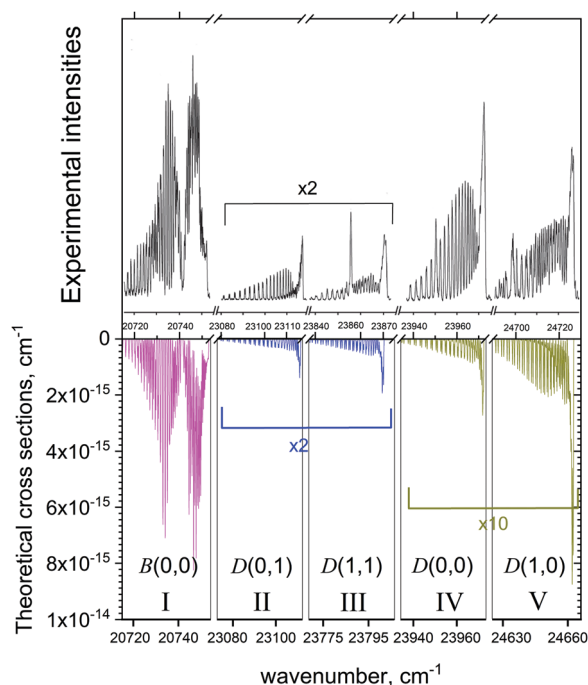 Experimental intensities
x2
20720 20740 23080 23100 23110 23840 23860 23870 23940 23960 24700 24720
Theoretical cross sections, cm⁻¹
0
2x10⁻¹⁵
4x10⁻¹⁵
6x10⁻¹⁵
8x10⁻¹⁵
1x10⁻¹⁴
x2
x10
B(0,0) D(0,1) D(1,1) D(0,0) D(1,0)
I II III IV V
20720 20740 23080 23100 23775 23795 23940 23960 24630 24660
wavenumber, cm⁻¹